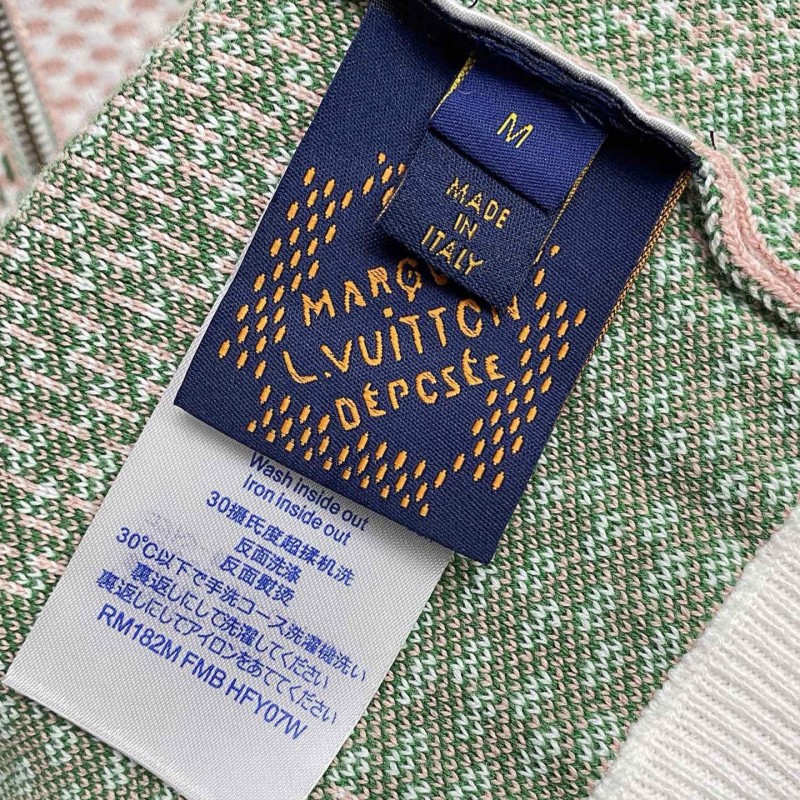 M
MADE
IN
ITALY
MARQ
L.VUITTON
DÉPOSÉE
Wash inside out
iron inside out
30攝氏度超揉机洗
反面洗涤
反面熨烫
30°C以下で手洗コース洗濯機洗い
裏返しにして洗濯してください
裏返しにしてアイロンをあててください
RM182M FMB HFY07W